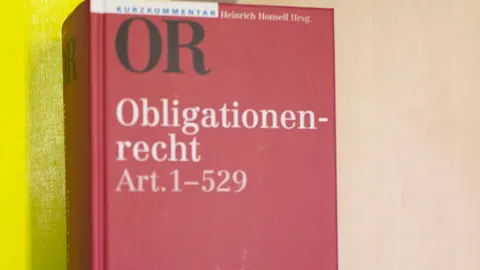 KURZKOMMENTAR Heinrich Honsell Hrsg.
OR
Obligationen-
recht
Art. 1–529